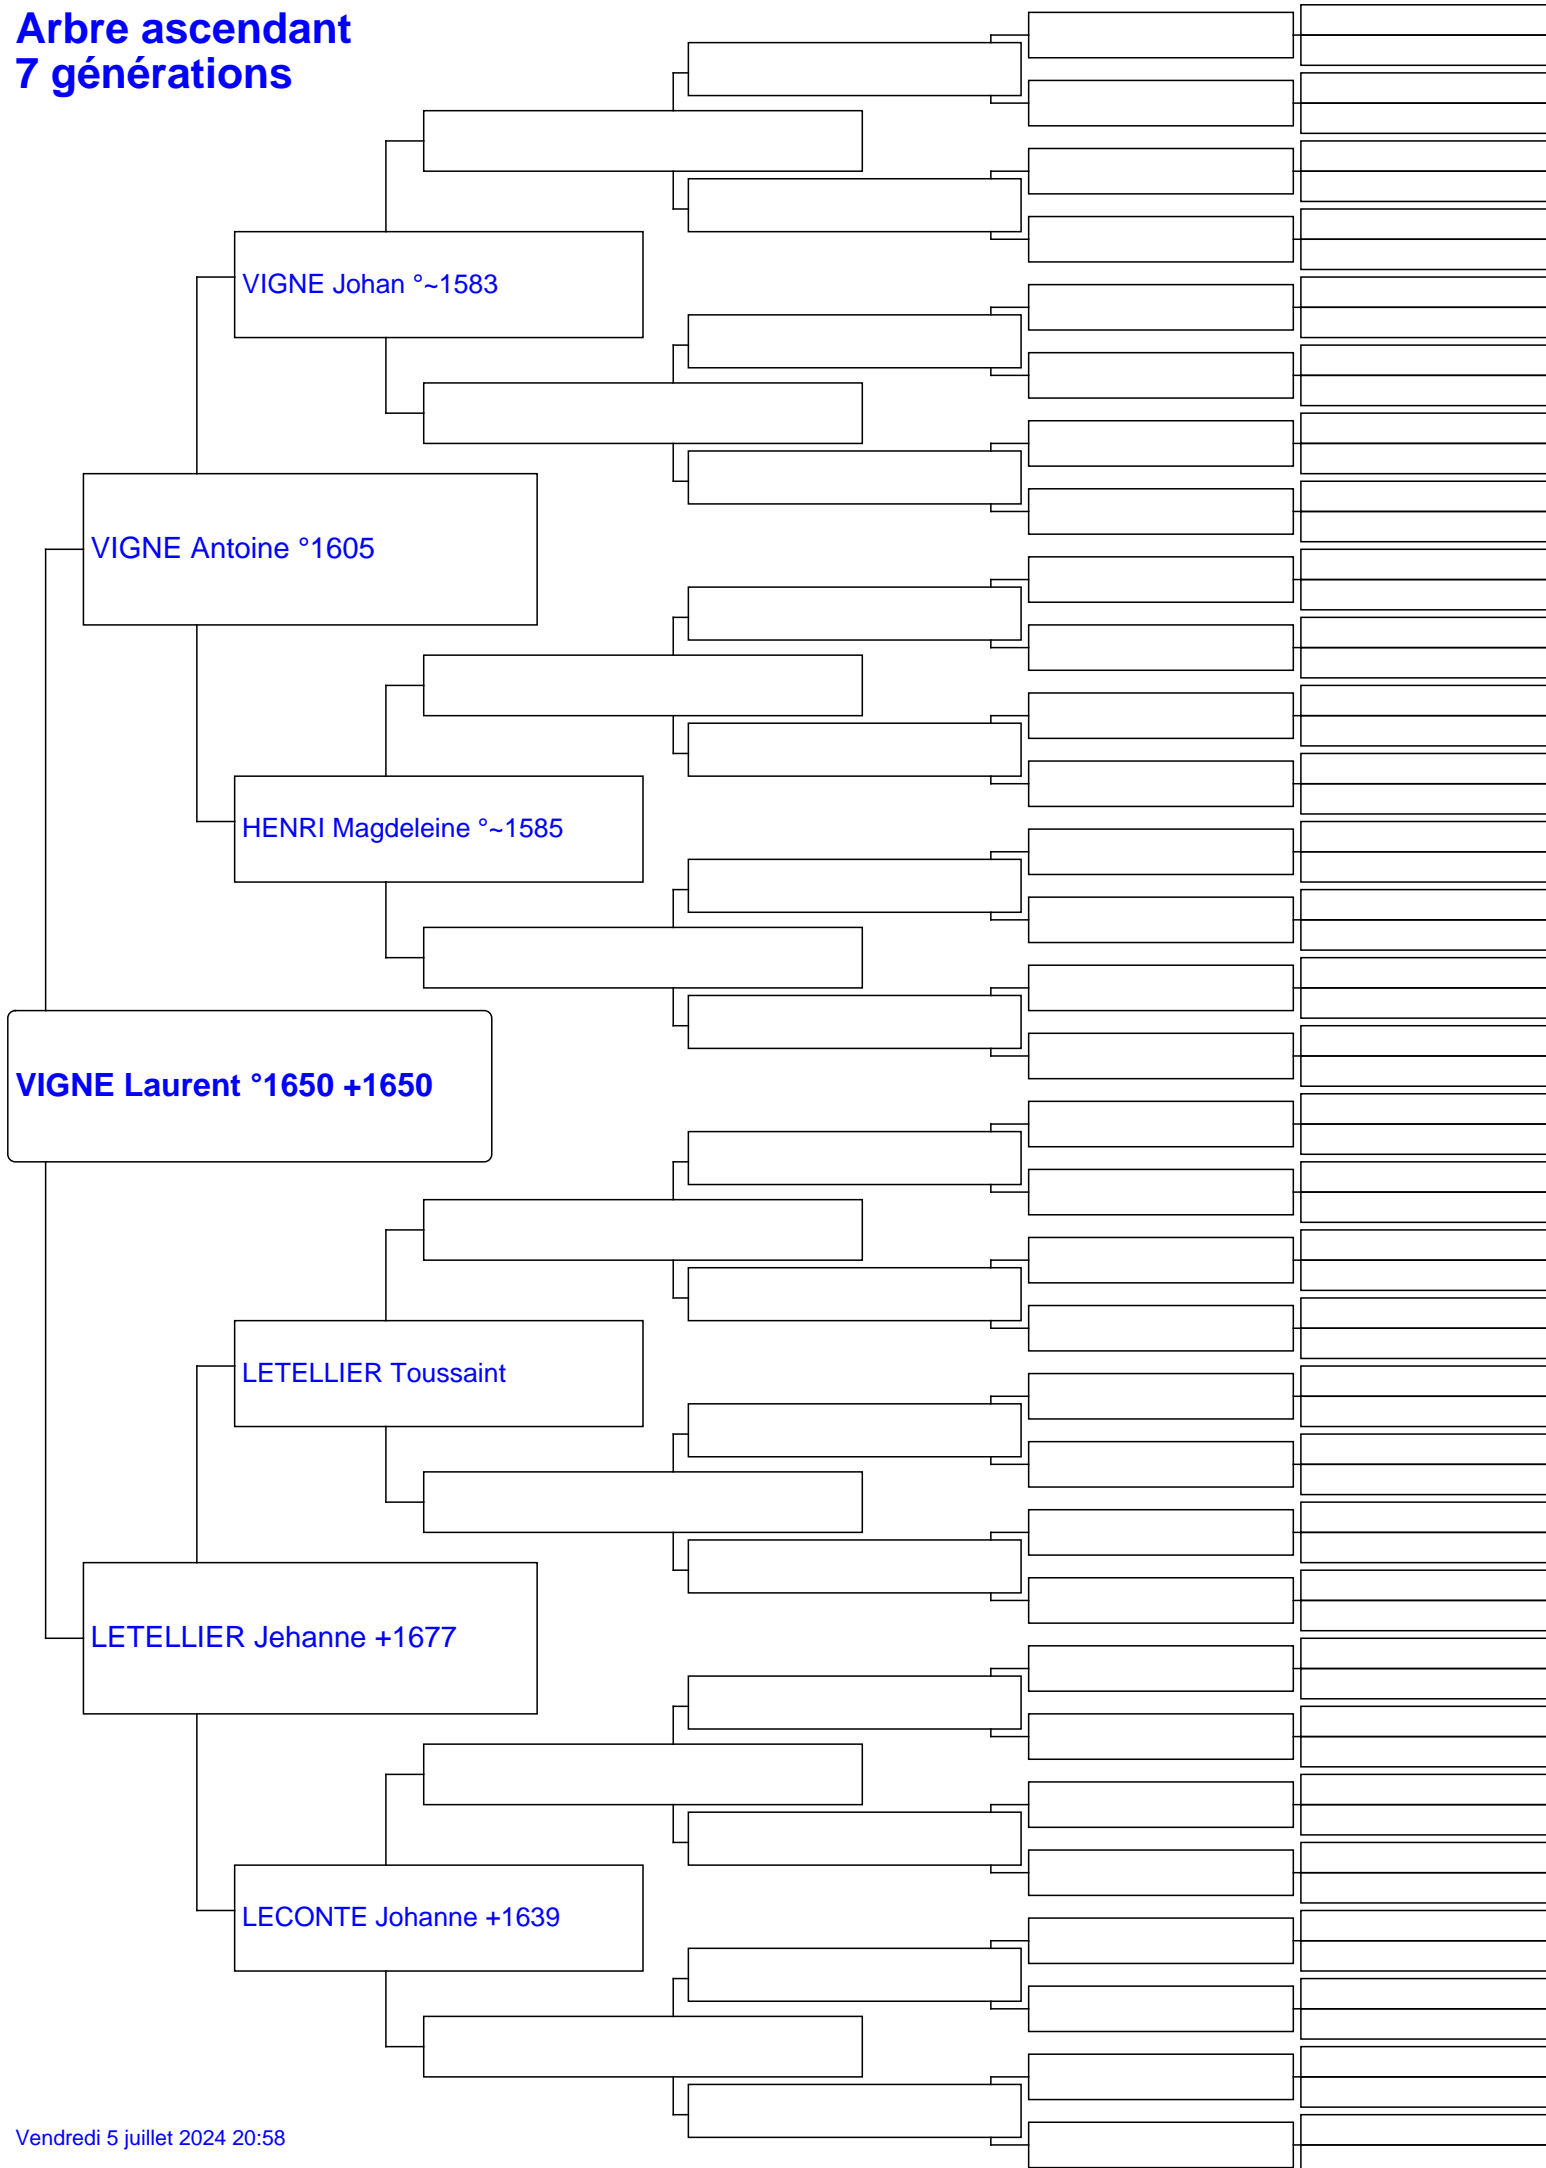 Arbre ascendant
7 générations
VIGNE Johan °~1583
VIGNE Antoine °1605
HENRI Magdeleine °~1585
VIGNE Laurent °1650 +1650
LETELLIER Toussaint
LETELLIER Jehanne +1677
LECONTE Johanne +1639
Vendredi 5 juillet 2024 20:58